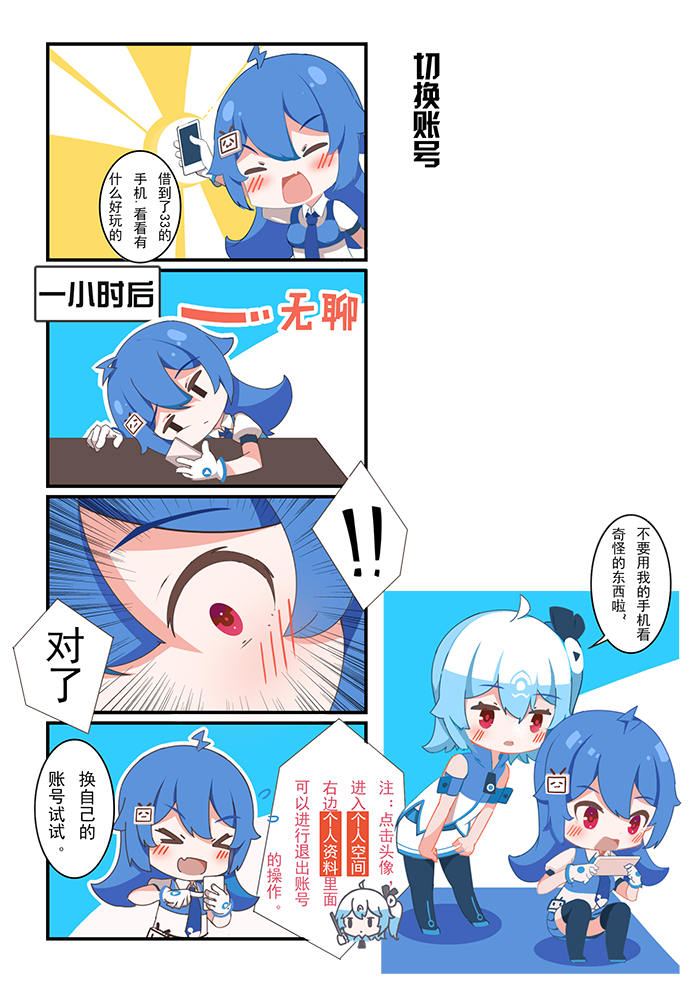 切换账号
借到了33的
手机.看看有
什么好玩的
一小时后
无聊
!!
对了
换自己的
账号试试。
注：点击头像
进入个人空间
右边个人资料里面
可以进行退出账号
的操作。
不要用我的手机看
奇怪的东西啦~